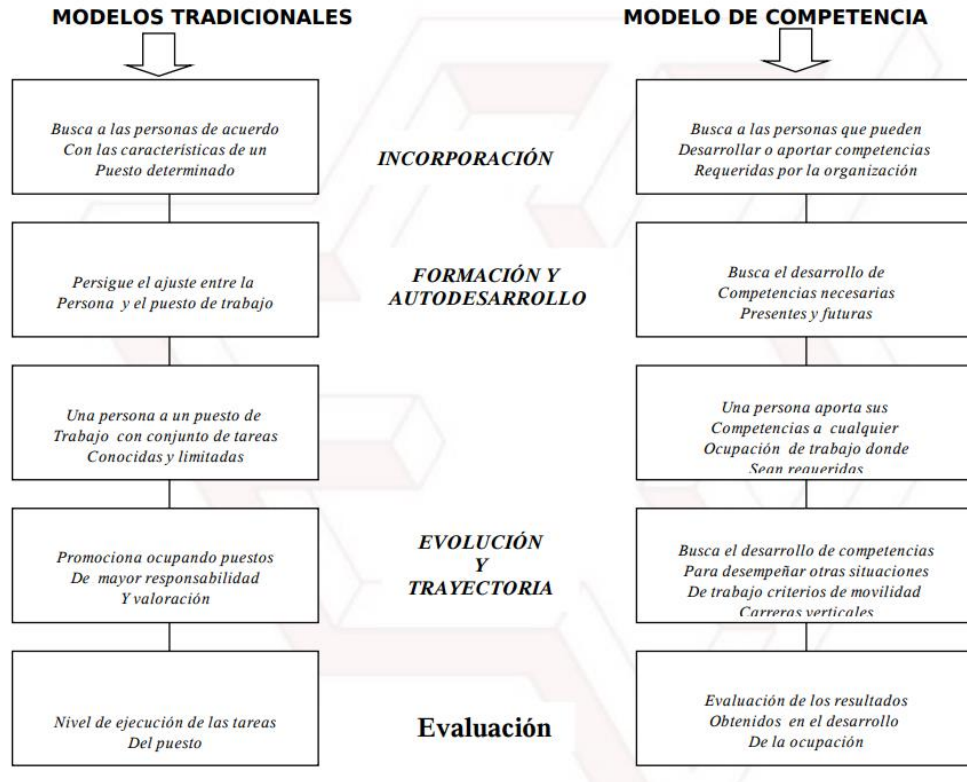 MODELOS TRADICIONALES
MODELO DE COMPETENCIA
Busca a las personas de acuerdo
Con las características de un
Puesto determinado
INCORPORACIÓN
Busca a las personas que pueden
Desarrollar o aportar competencias
Requeridas por la organización
Persigue el ajuste entre la
Persona y el puesto de trabajo
FORMACIÓN Y
AUTODESARROLLO
Busca el desarrollo de
Competencias necesarias
Presentes y futuras
Una persona a un puesto de
Trabajo con conjunto de tareas
Conocidas y limitadas
Una persona aporta sus
Competencias a cualquier
Ocupación de trabajo donde
Sean requeridas
Promociona ocupando puestos
De mayor responsabilidad
Y valoración
EVOLUCIÓN
Y
TRAYECTORIA
Busca el desarrollo de competencias
Para desempeñar otras situaciones
De trabajo criterios de movilidad
Carreras verticales
Nivel de ejecución de las tareas
Del puesto
Evaluación
Evaluación de los resultados
Obtenidos en el desarrollo
De la ocupación